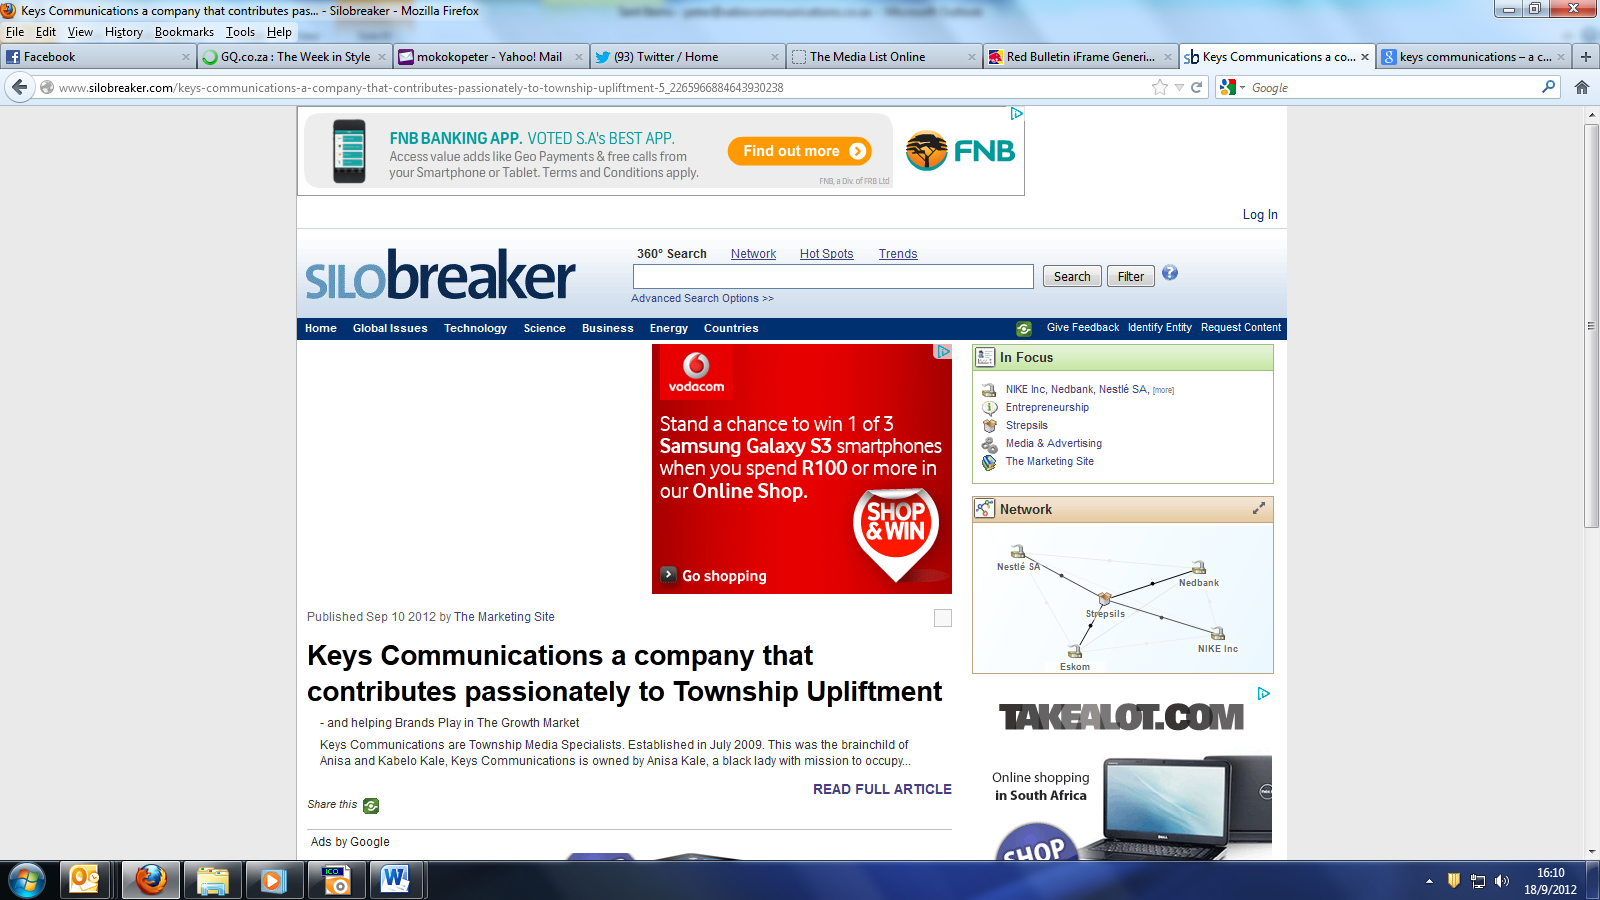 Keys Communications a company that contributes pas... - Silobreaker - Mozilla Firefox
File Edit View History Bookmarks Tools Help
Facebook
GQ.co.za : The Week in Style
mokokopeter - Yahoo! Mail
(93) Twitter / Home
The Media List Online
Red Bulletin iFrame Generi...
Keys Communications a co...
keys communications – a c...
www.silobreaker.com/keys-communications-a-company-that-contributes-passionately-to-township-upliftment-5_2265966884643930238
Google
FNB BANKING APP. VOTED S.A's BEST APP.
Access value adds like Geo Payments & free calls from
your Smartphone or Tablet. Terms and Conditions apply.
Find out more
FNB
FNB, a Div. of FRB Ltd
Log In
SILObreaker
360° Search Network Hot Spots Trends
Search Filter ?
Advanced Search Options >>
Home Global Issues Technology Science Business Energy Countries
Give Feedback Identify Entity Request Content
vodacom
Stand a chance to win 1 of 3
Samsung Galaxy S3 smartphones
when you spend R100 or more in
our Online Shop.
SHOP
& WIN
Go shopping
In Focus
NIKE Inc, Nedbank, Nestlé SA, [more]
Entrepreneurship
Strepsils
Media & Advertising
The Marketing Site
Network
Nestlé SA
Nedbank
Strepsils
NIKE Inc
Eskom
Published Sep 10 2012 by The Marketing Site
Keys Communications a company that
contributes passionately to Township Upliftment
- and helping Brands Play in The Growth Market
Keys Communications are Township Media Specialists. Established in July 2009. This was the brainchild of
Anisa and Kabelo Kale, Keys Communications is owned by Anisa Kale, a black lady with mission to occupy...
READ FULL ARTICLE
Share this
Ads by Google
TAKEALOT.COM
Online shopping
in South Africa
SHOP
DELL
ICO
16:10
18/9/2012